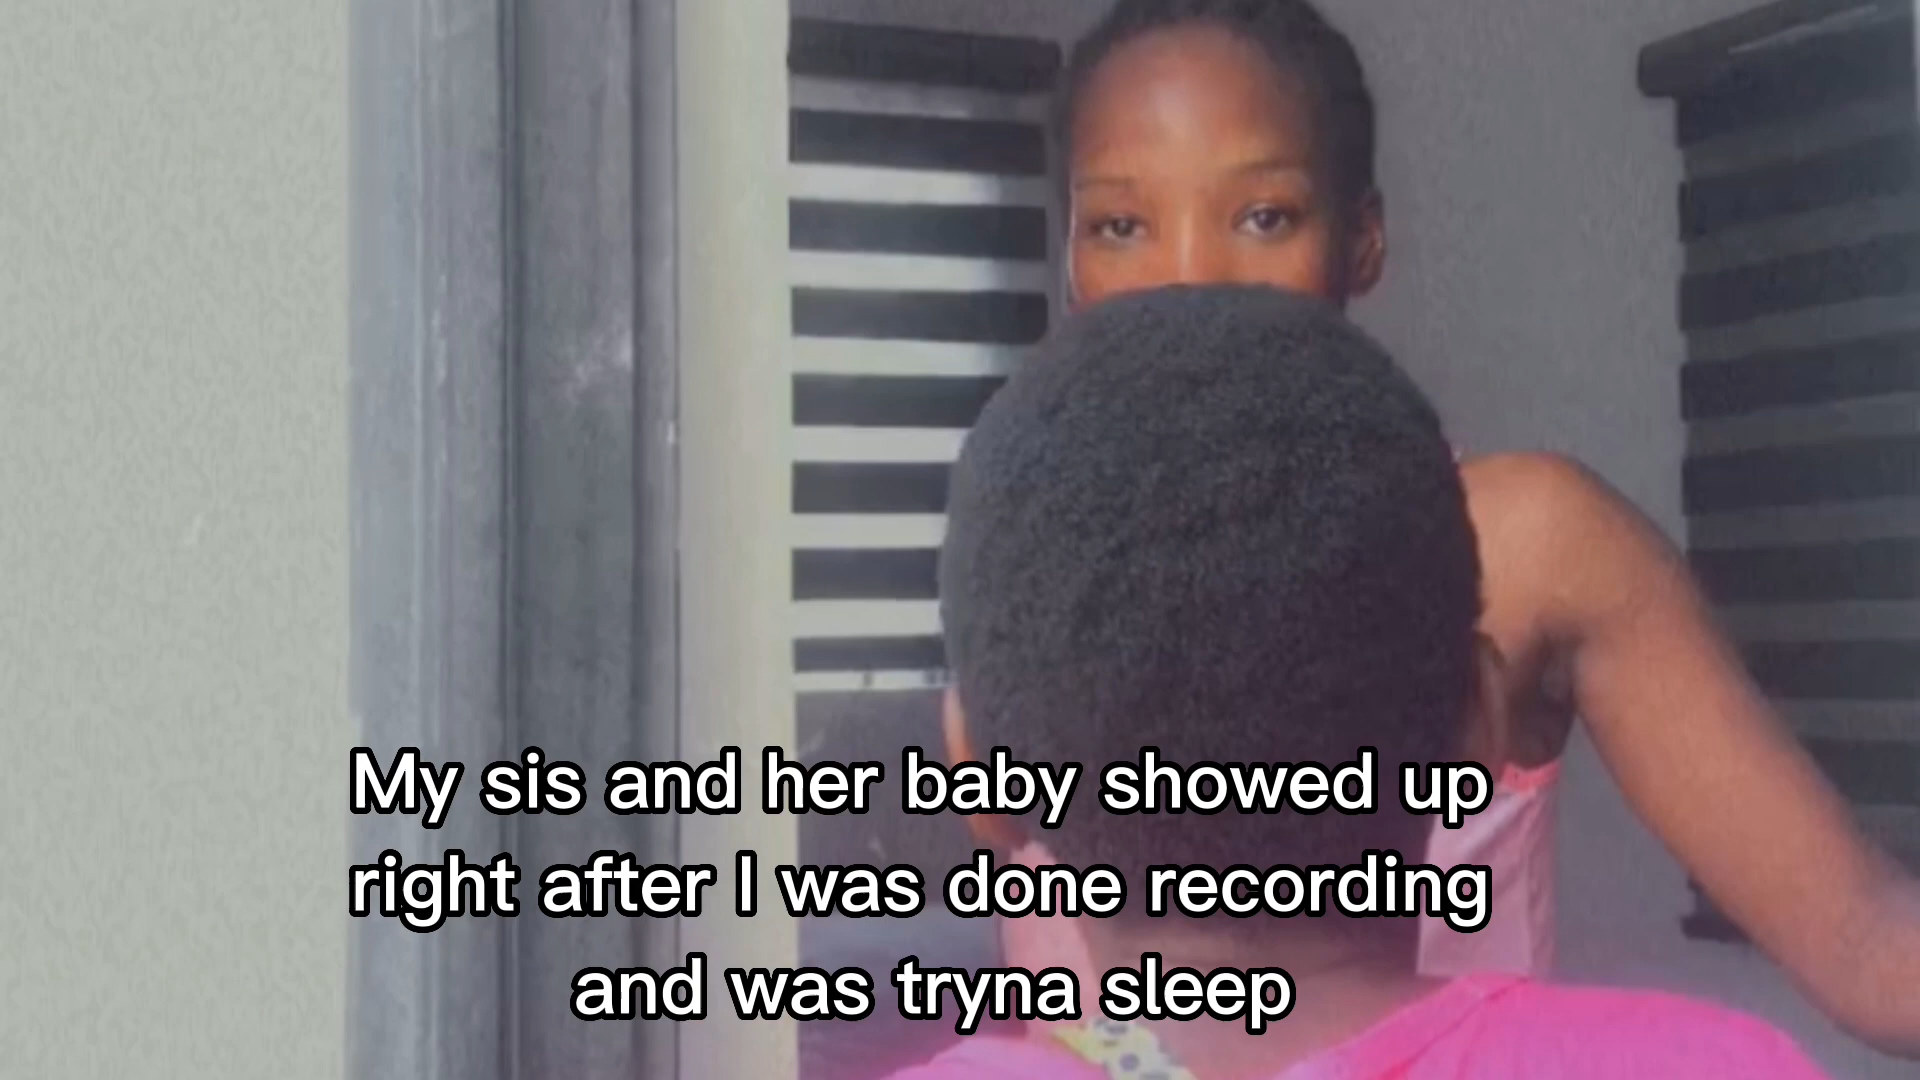 My sis and her baby showed up
right after I was done recording
and was tryna sleep